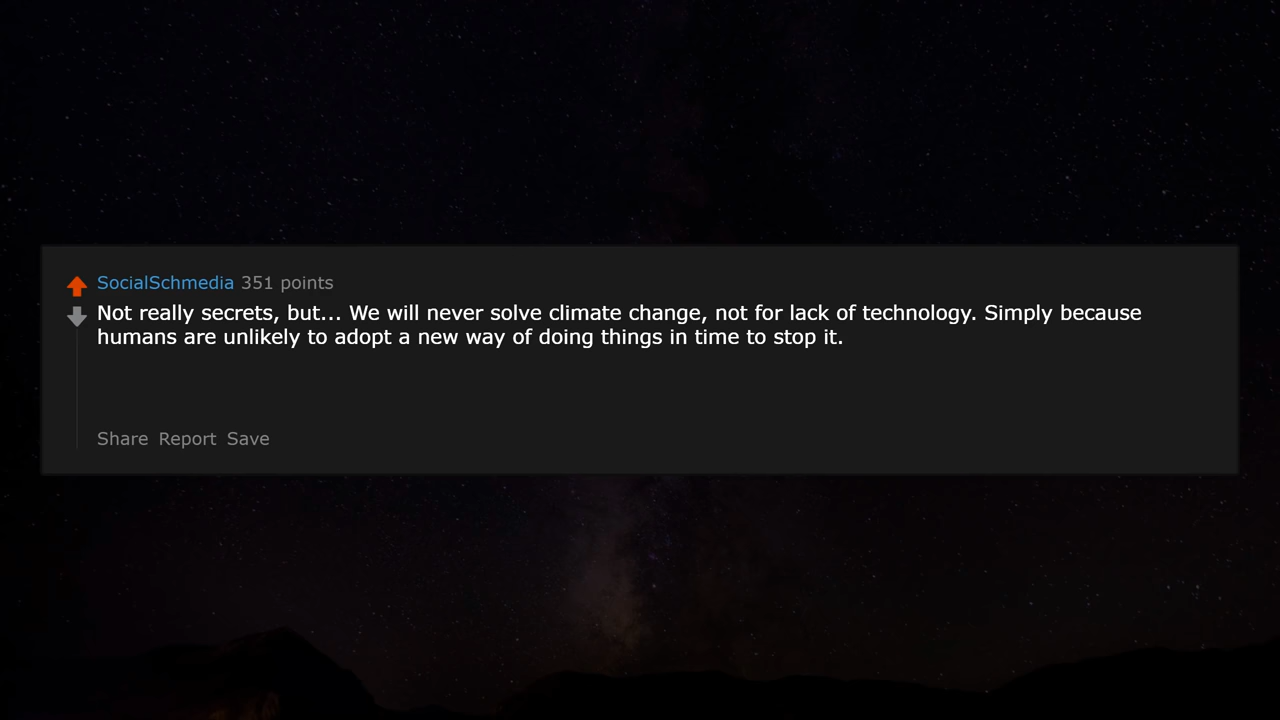 SocialSchmedia 351 points
Not really secrets, but... We will never solve climate change, not for lack of technology. Simply because
humans are unlikely to adopt a new way of doing things in time to stop it.
Share Report Save